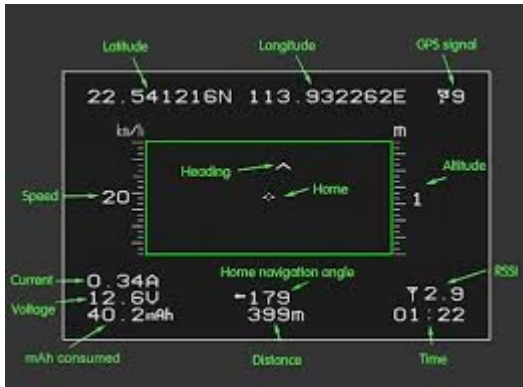 Latitude Longitude GPS signal
22.541216N 113.932262E 9
km/h m
Heading Altitude
Speed 20 Home 1
Current 0.34A Home navigation angle RSSI
Voltage 12.6V 179 2.9
40.2mAh 399m 01:22
mAh consumed Distance Time